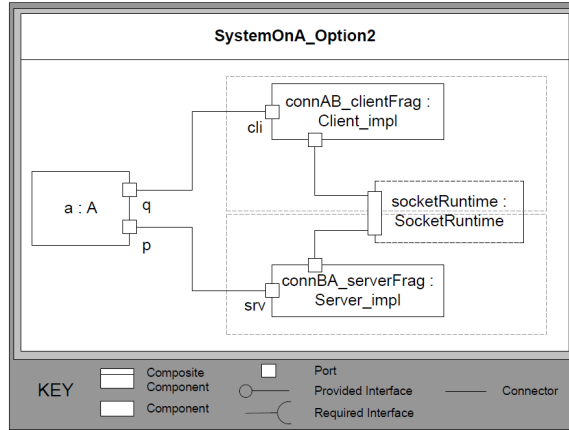 SystemOnA_Option2
connAB_clientFrag :
Client_impl
cli
a : A
q
p
socketRuntime :
SocketRuntime
connBA_serverFrag :
Server_impl
srv
KEY
Composite
Component
Component
Port
Provided Interface
Required Interface
Connector